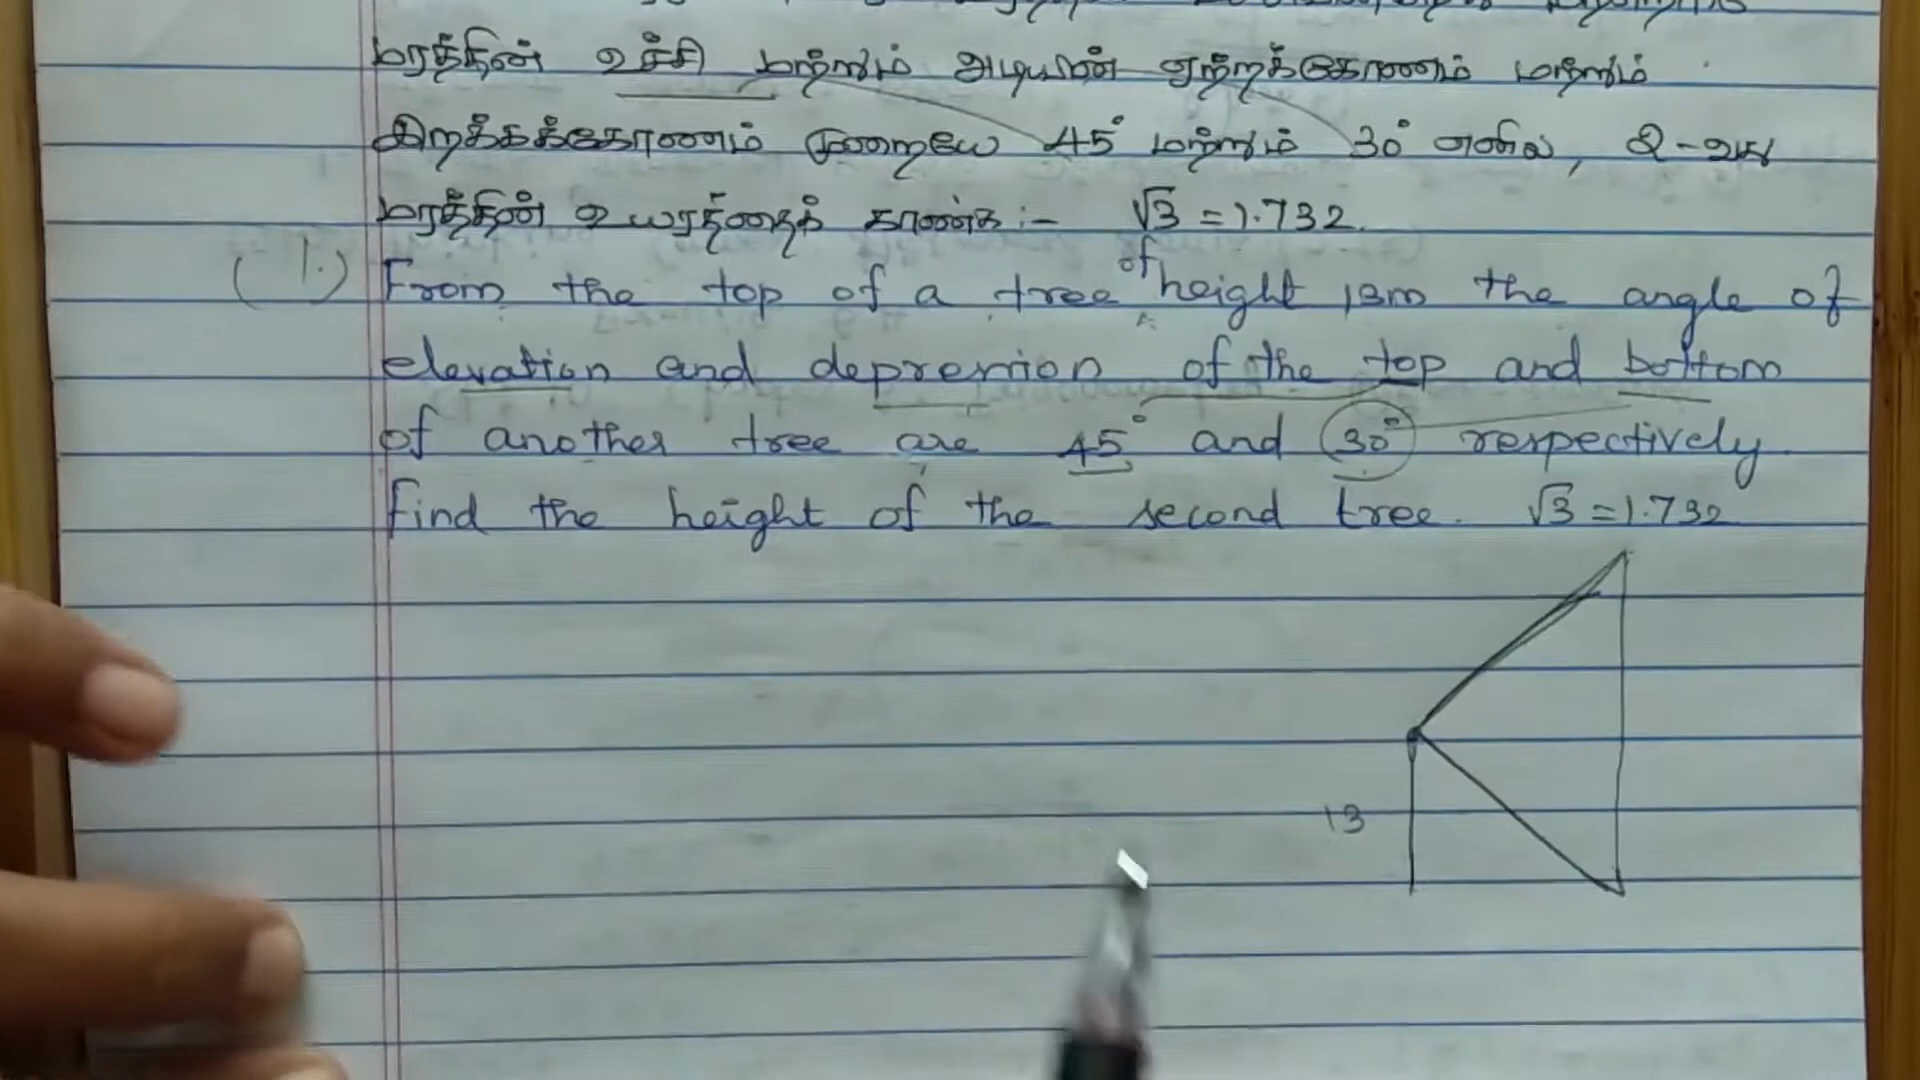 மரத்தின் உச்சி மற்றும் அடியின் ஏற்றக்கோணம் மற்றும்
இறக்கக்கோணம் முறையே 45° மற்றும் 30° எனில், 2-வது
மரத்தின் உயரத்தைக் காண்க :- √3 = 1.732.
(1.) From the top of a tree of height 13m the angle of
elevation and depression of the top and bottom
of another tree are 45° and 30° respectively
find the height of the second tree. √3 = 1.732
13